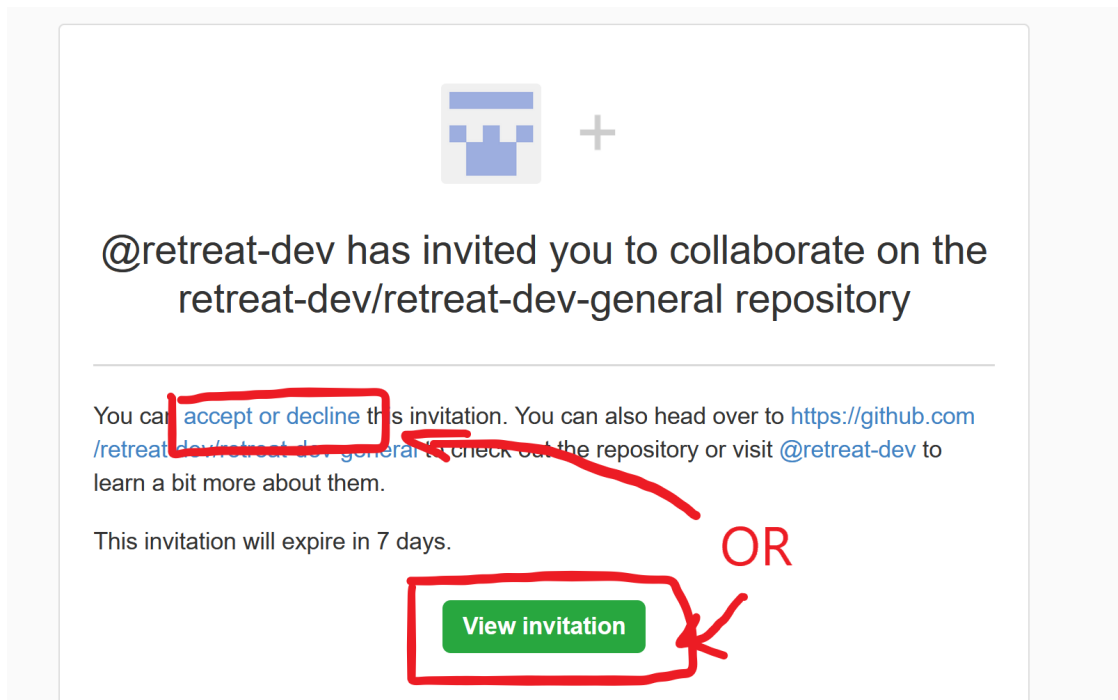 @retreat-dev has invited you to collaborate on the
retreat-dev/retreat-dev-general repository
You can accept or decline this invitation. You can also head over to https://github.com
/retreat-dev/retreat-dev-general to check out the repository or visit @retreat-dev to
learn a bit more about them.
This invitation will expire in 7 days.
OR
View invitation